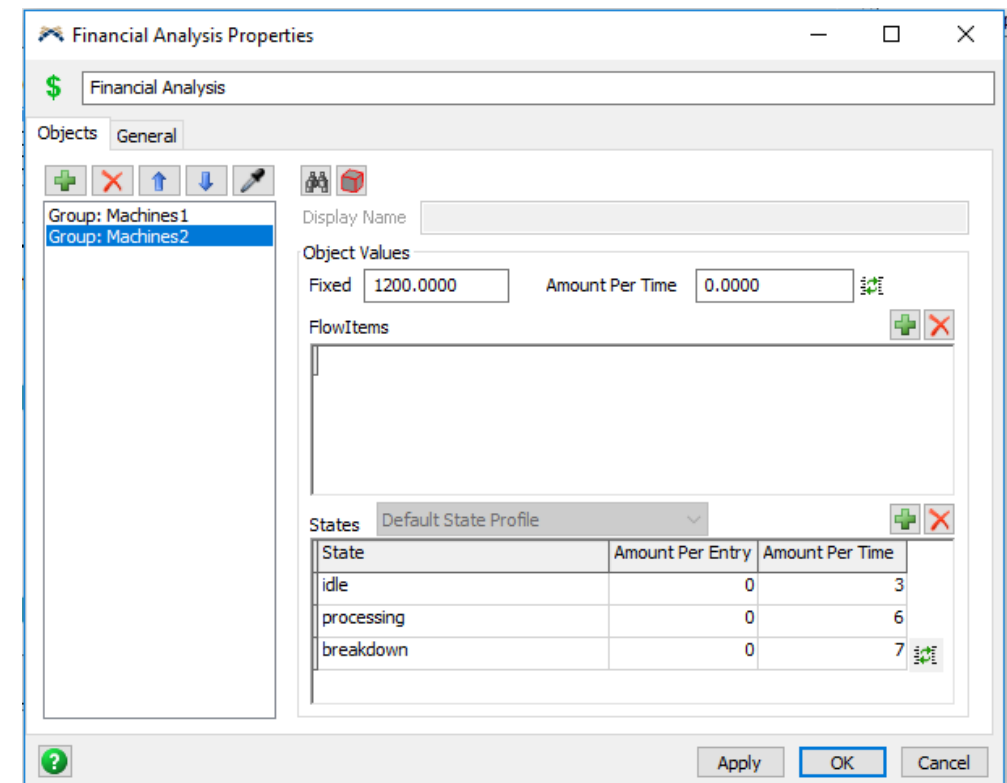 Financial Analysis Properties
$
Financial Analysis
Objects General
Group: Machines1
Group: Machines2
Display Name
Object Values
Fixed 1200.0000 Amount Per Time 0.0000
FlowItems
States Default State Profile
State Amount Per Entry Amount Per Time
idle 0 3
processing 0 6
breakdown 0 7
? Apply OK Cancel